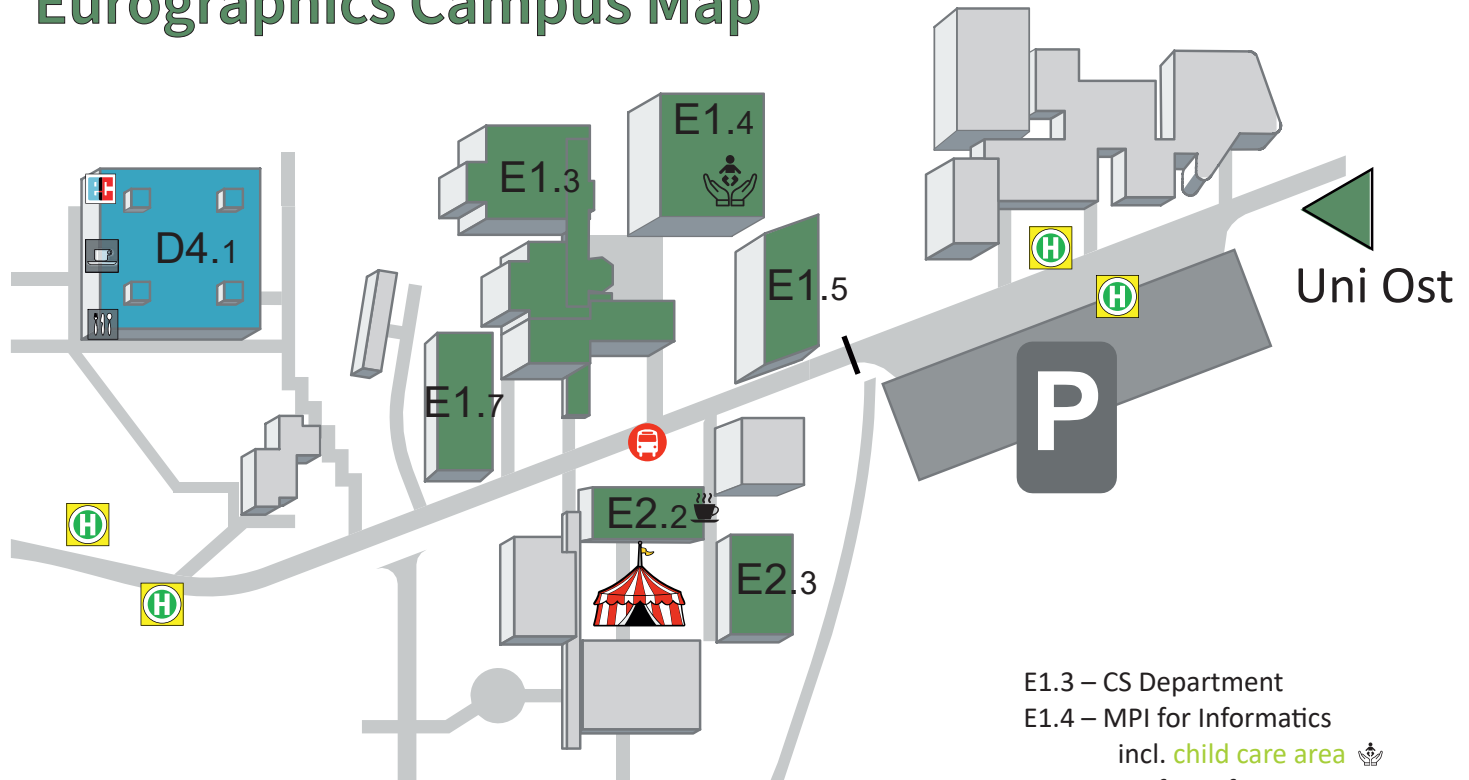 Eurographics Campus Map
E1.4
E1.3
D4.1
E1.5
Uni Ost
H
H
P
E1.7
E2.2
H
E2.3
H
E1.3 – CS Department
E1.4 – MPI for Informatics
incl. child care area